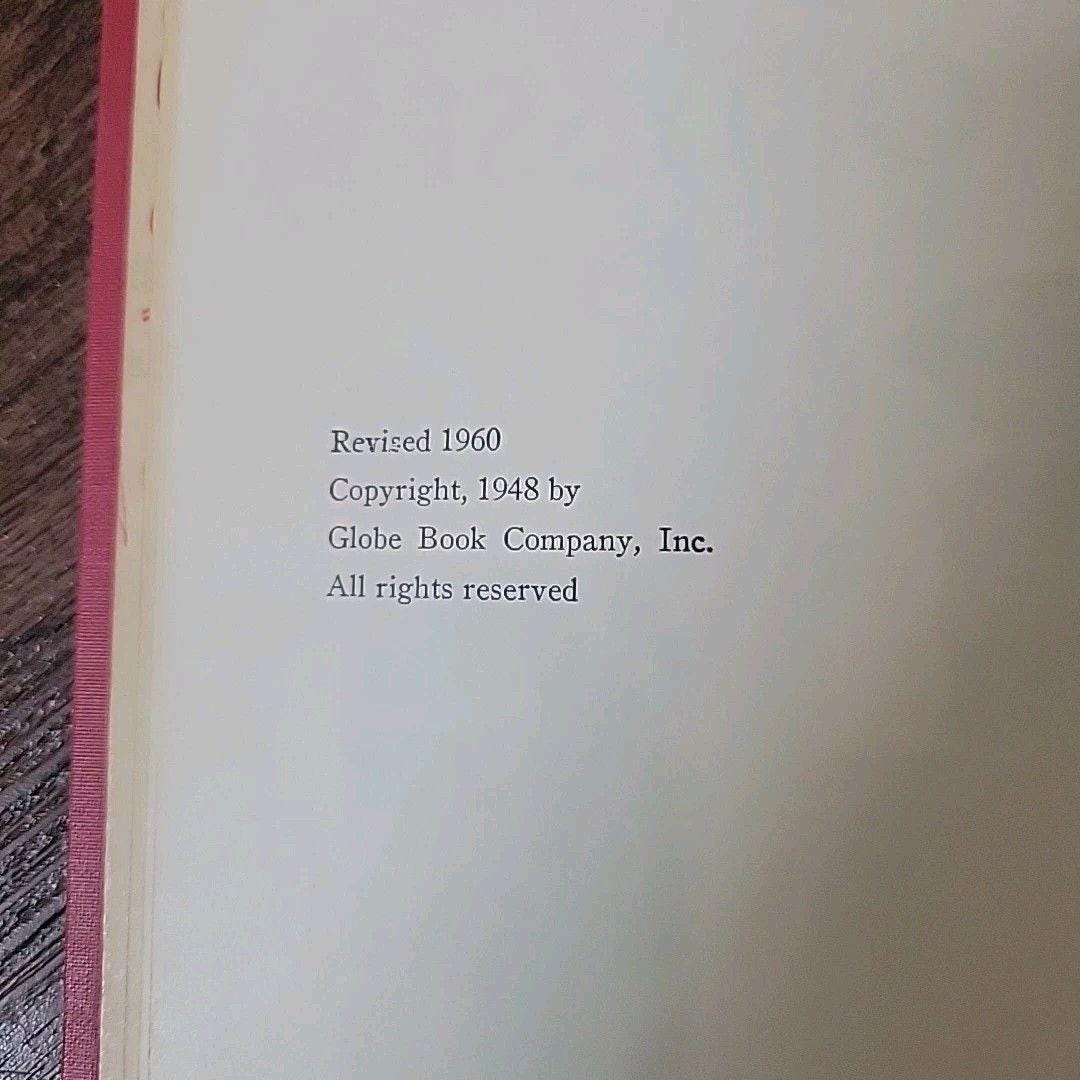 Revised 1960
Copyright, 1948 by
Globe Book Company, Inc.
All rights reserved